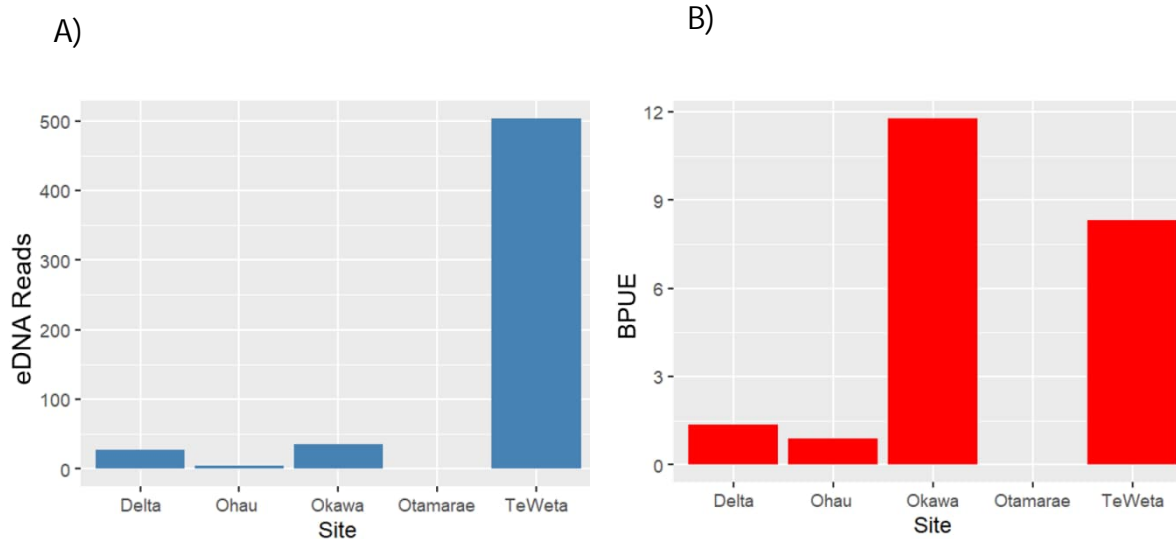 A)
eDNA Reads
500
400
300
200
100
0
Delta Ohau Okawa Otamarae TeWeta
Site
B)
BPUE
12
9
6
3
0
Delta Ohau Okawa Otamarae TeWeta
Site